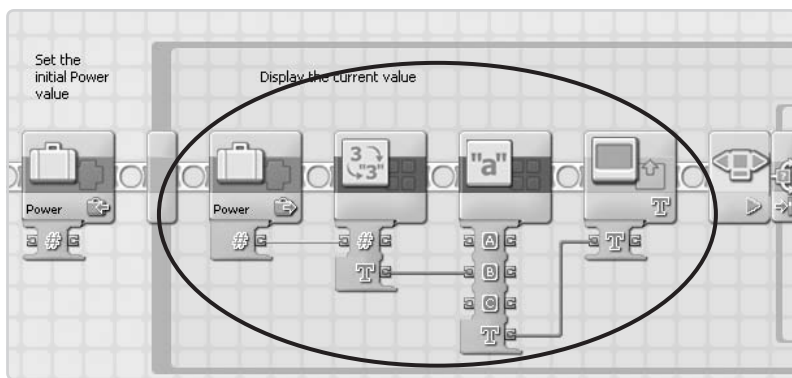 Set the
initial Power
value
Display the current value
Power
#
Power
#
3
"3"
#
T
"a"
A
B
C
T
T
T